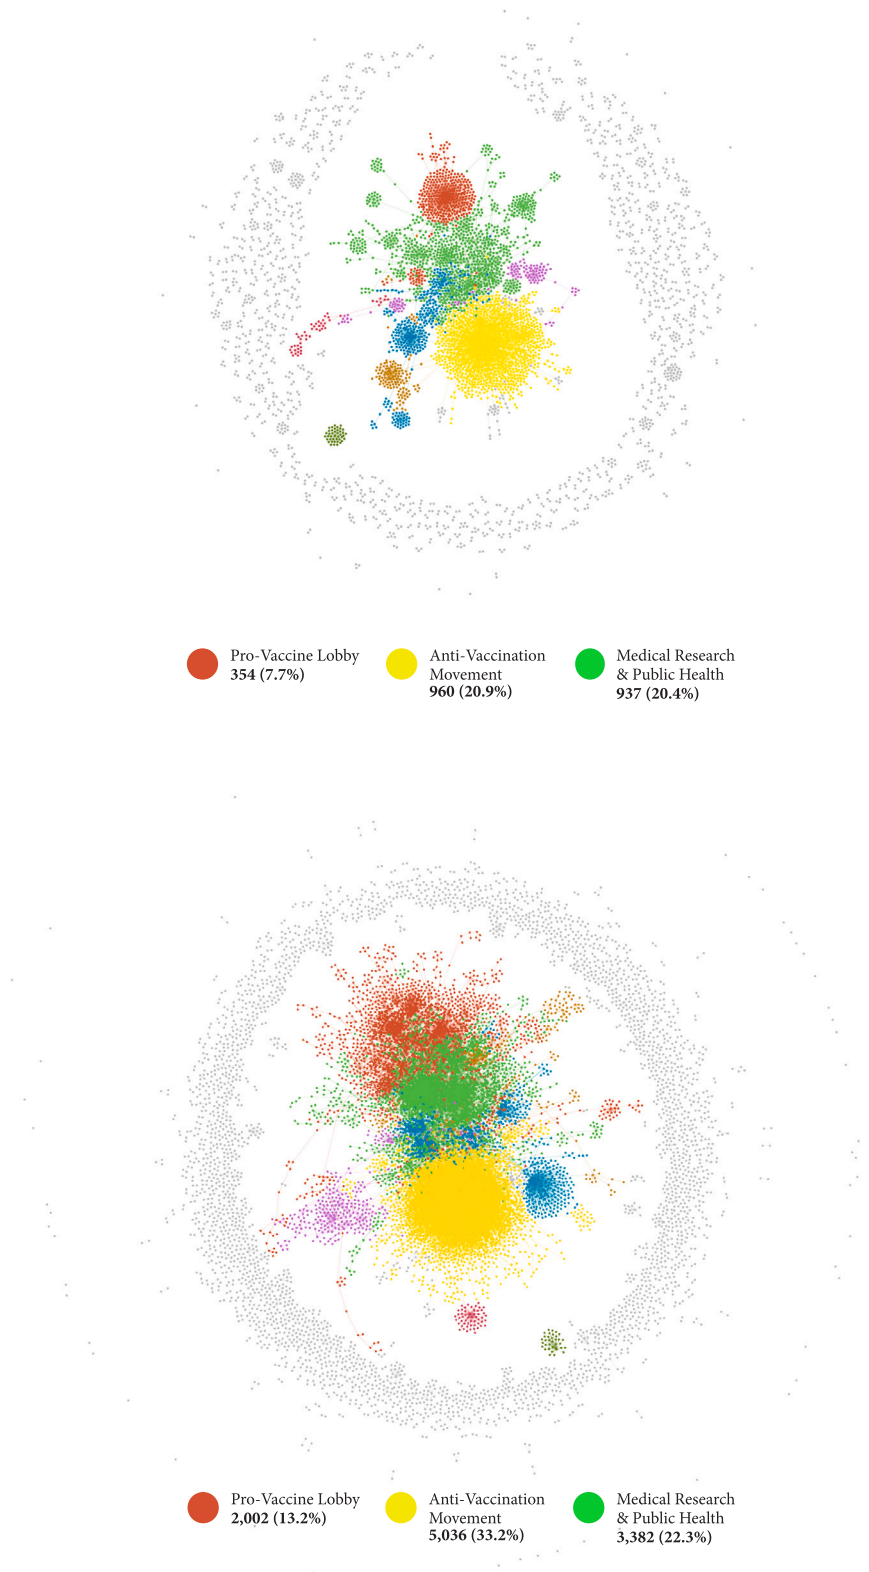 Pro-Vaccine Lobby
354 (7.7%)
Anti-Vaccination
Movement
960 (20.9%)
Medical Research
& Public Health
937 (20.4%)
Pro-Vaccine Lobby
2,002 (13.2%)
Anti-Vaccination
Movement
5,036 (33.2%)
Medical Research
& Public Health
3,382 (22.3%)